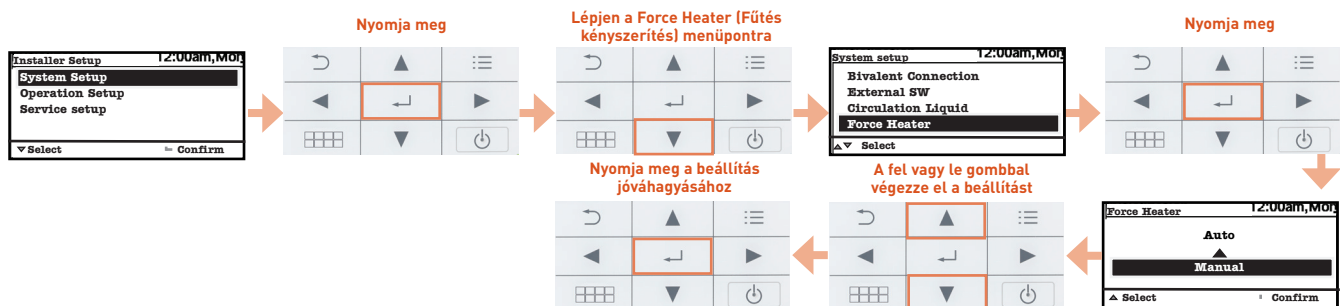 Nyomja meg
Lépjen a Force Heater (Fűtés
kényszerítés) menüpontra
Nyomja meg
Installer Setup 12:00am,Mon
System Setup
Operation Setup
Service setup
▼Select Confirm
System setup 12:00am,Mon
Bivalent Connection
External SW
Circulation Liquid
Force Heater
▲▼ Select
Nyomja meg a beállítás
jóváhagyásához
A fel vagy le gombbal
végezze el a beállítást
Force Heater 12:00am,Mon
Auto
Manual
▲ Select Confirm